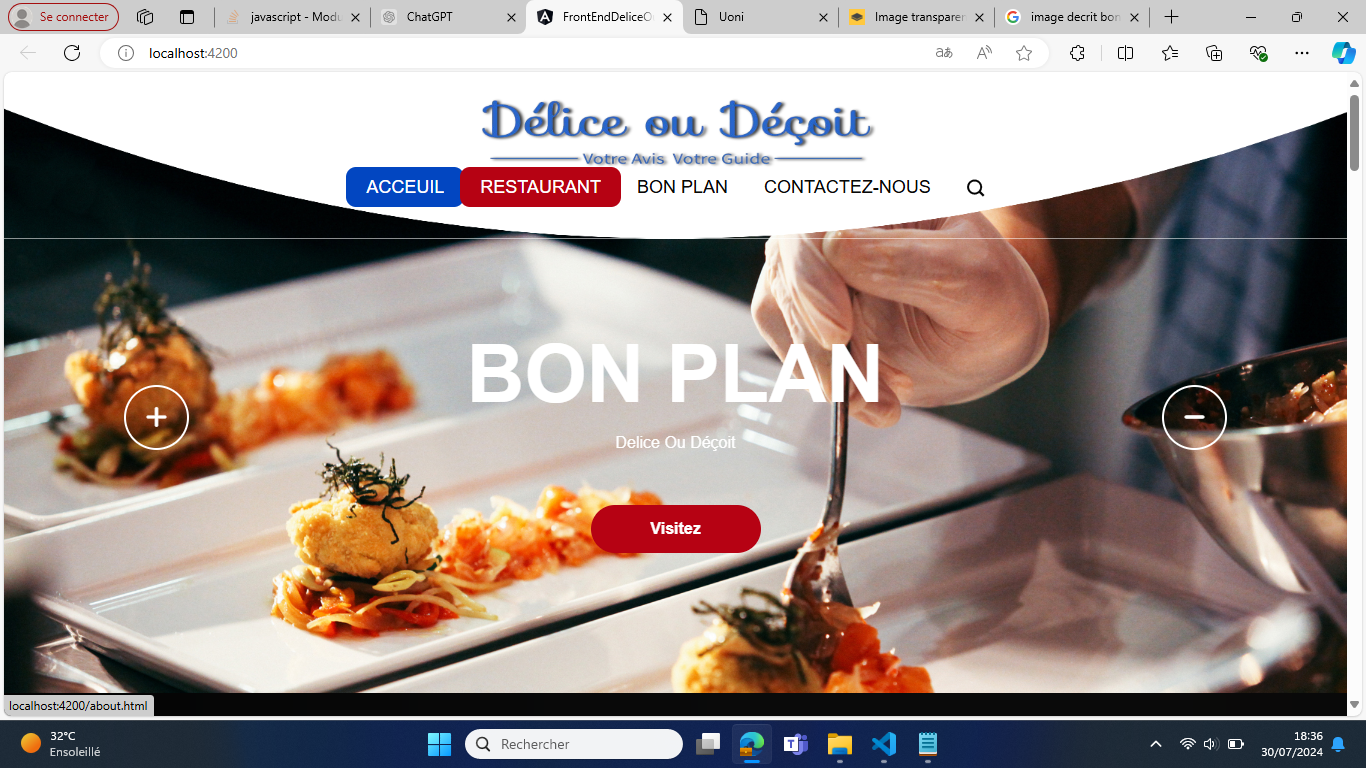 Se connecter
javascript - Modu
ChatGPT
FrontEndDeliceO
Uoni
Image transparen
image decrit bon
localhost:4200
Délice ou Déçoit
Votre Avis Votre Guide
ACCEUIL RESTAURANT BON PLAN CONTACTEZ-NOUS
BON PLAN
Delice Ou Déçoit
Visitez
localhost:4200/about.html
32°C
Ensoleillé
Rechercher
18:36
30/07/2024